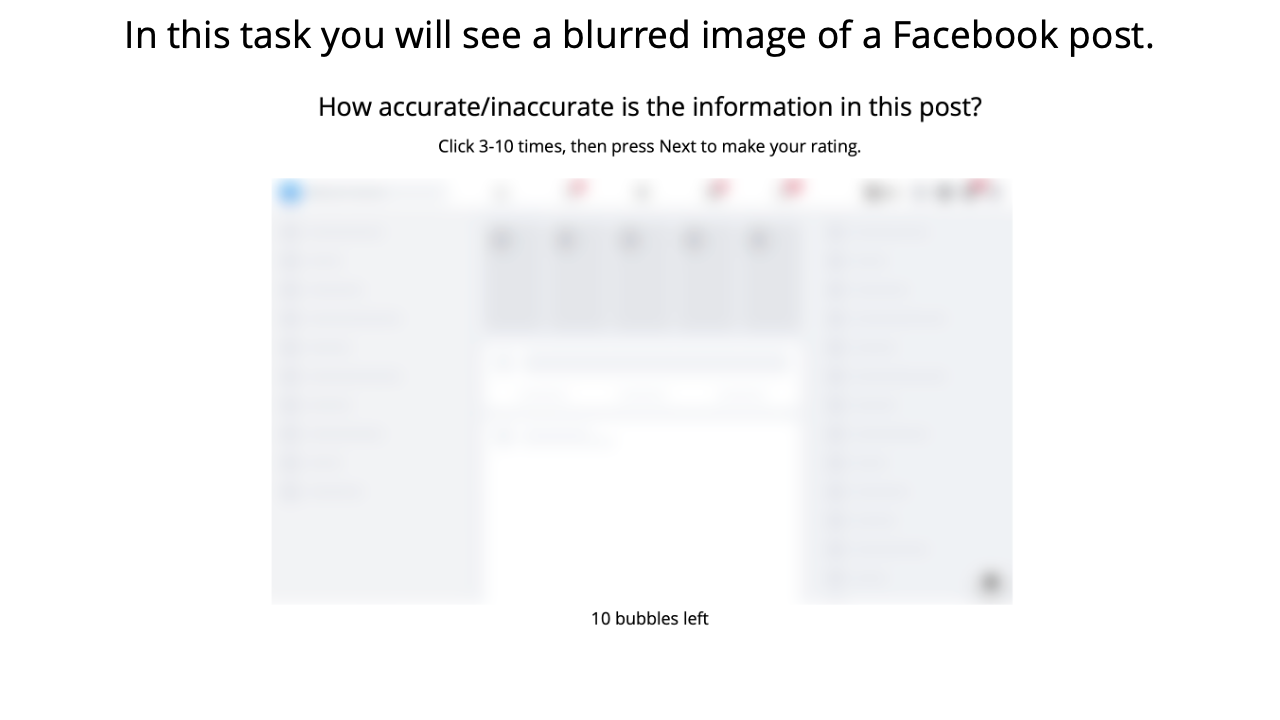 In this task you will see a blurred image of a Facebook post.
How accurate/inaccurate is the information in this post?
Click 3-10 times, then press Next to make your rating.
10 bubbles left